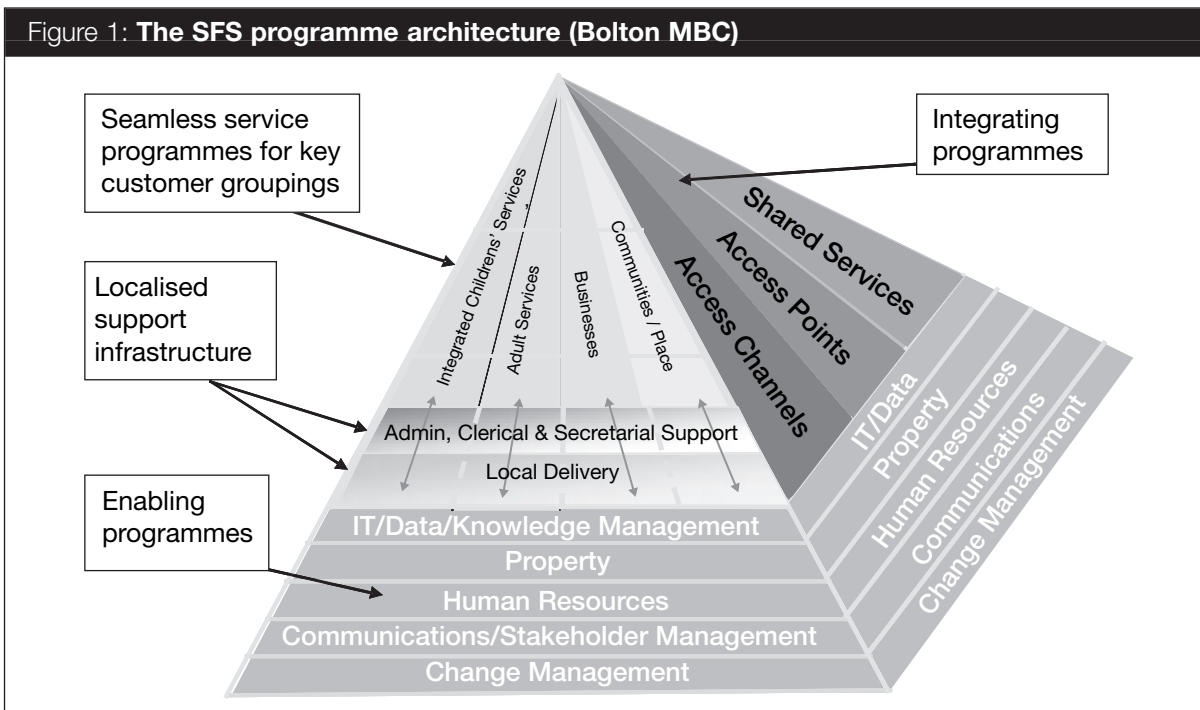 Figure 1: The SFS programme architecture (Bolton MBC)
Seamless service
programmes for key
customer groupings
Integrating
programmes
Localised
support
infrastructure
Enabling
programmes
Integrated Childrens' Services
,
Adult Services
Businesses
Communities / Place
Access Channels
Access Points
Shared Services
Admin, Clerical & Secretarial Support
Local Delivery
IT/Data/Knowledge Management
Property
Human Resources
Communications/Stakeholder Management
Change Management
IT/Data
Property
Human Resources
Communications
Change Management